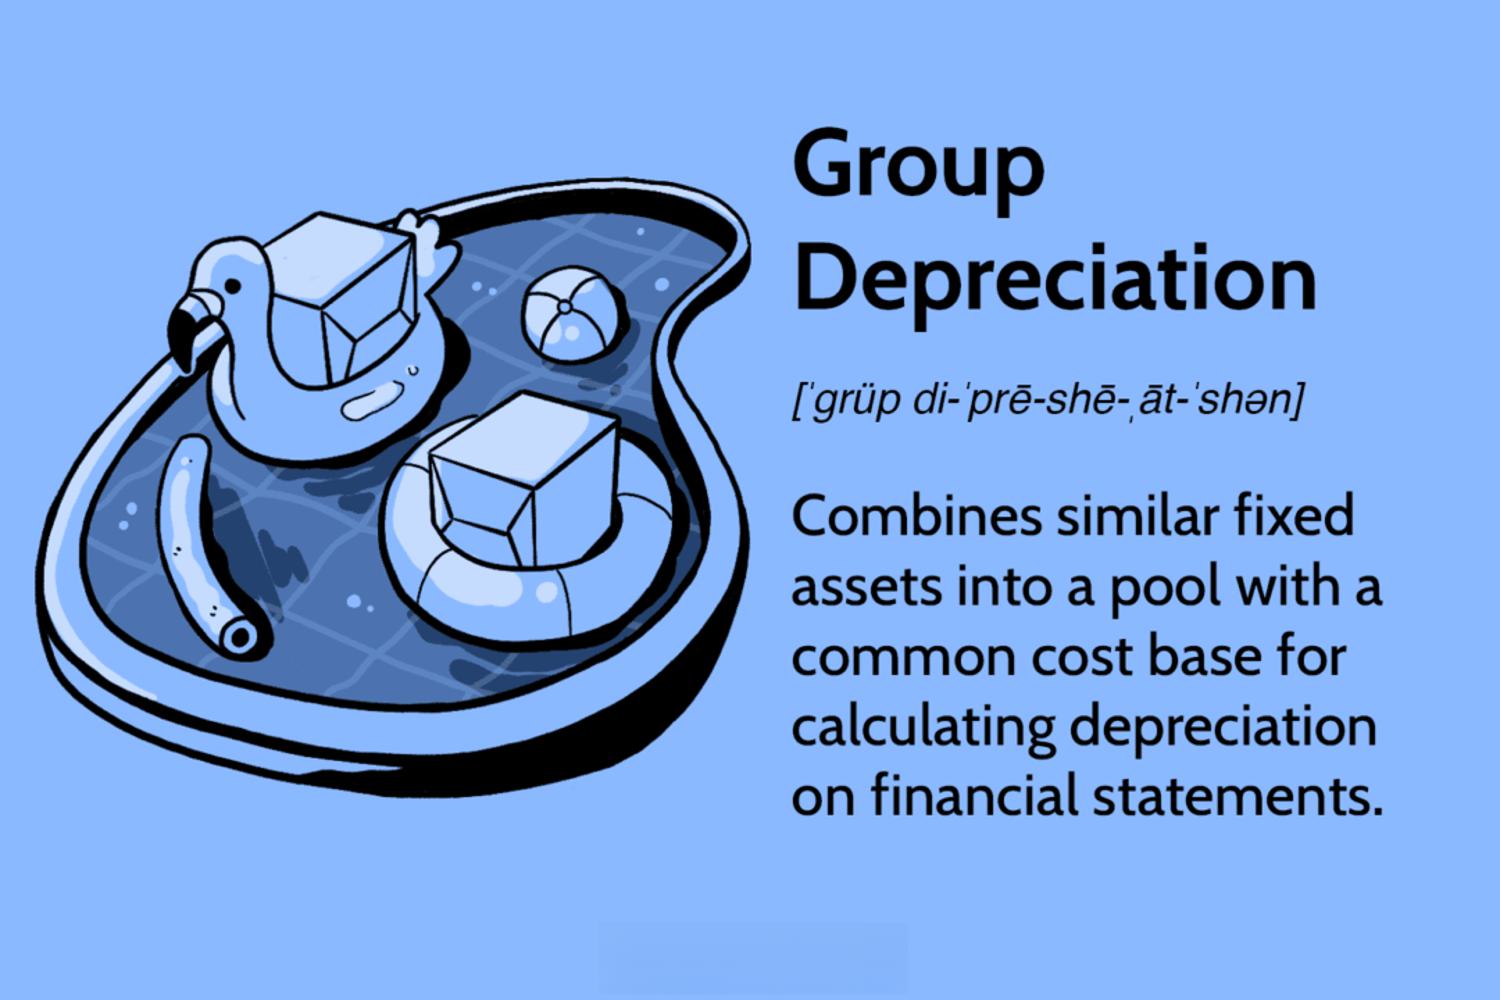 Group
Depreciation
[ˈgrüp di-ˈprē-shē-ˌāt-ˈshən]
Combines similar fixed
assets into a pool with a
common cost base for
calculating depreciation
on financial statements.